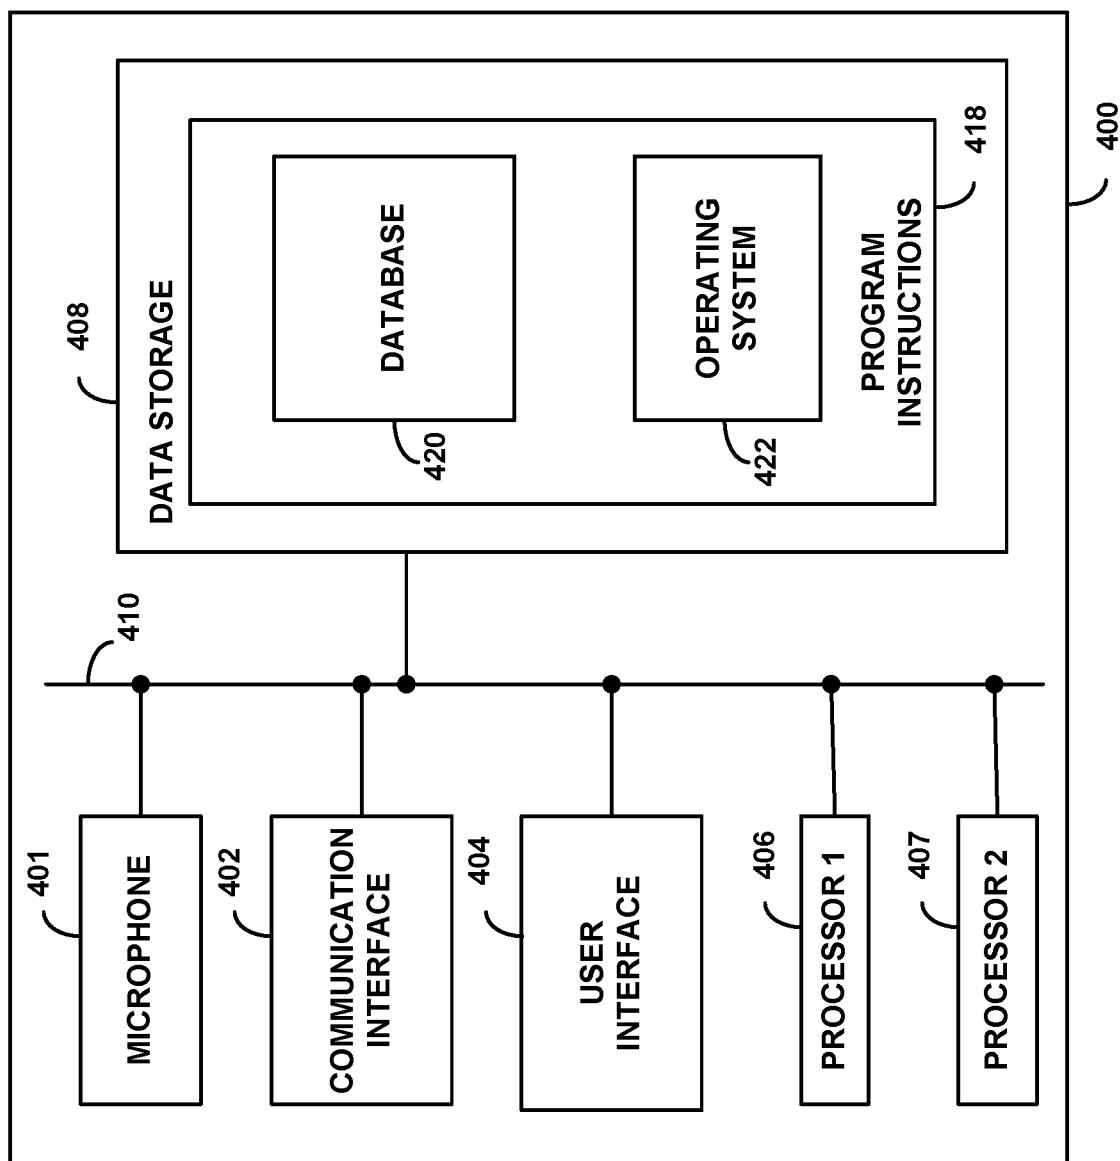 400
408
DATA STORAGE
418
PROGRAM
INSTRUCTIONS
420
DATABASE
422
OPERATING
SYSTEM
410
401
MICROPHONE
402
COMMUNICATION
INTERFACE
404
USER
INTERFACE
406
PROCESSOR 1
407
PROCESSOR 2